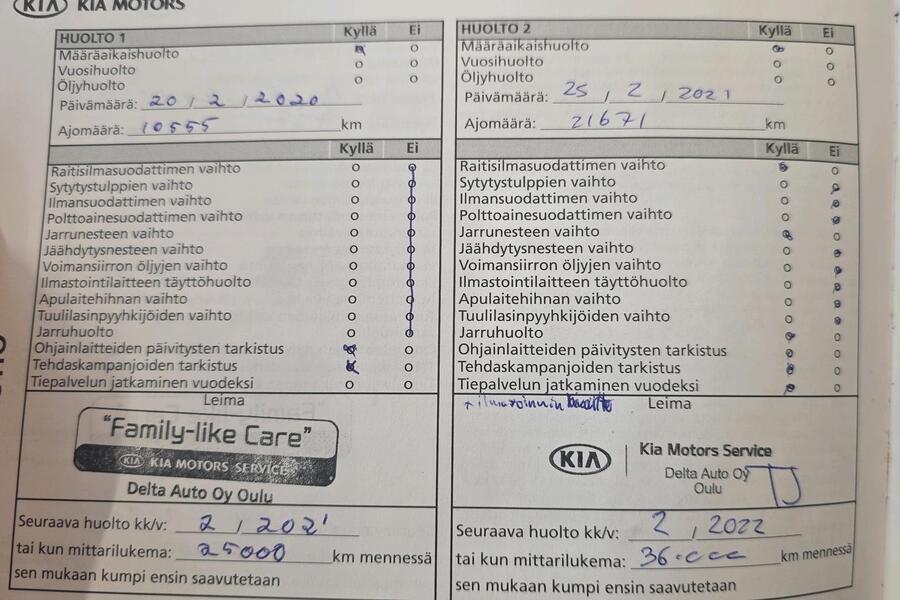 KIA KIA MOTORS
HUOLTO 1 Kyllä Ei
Määräaikaishuolto
Vuosihuolto
Öljyhuolto
Päivämäärä: 20 / 2 / 2020
Ajomäärä: 10555 km
Kyllä Ei
Raitisilmasuodattimen vaihto
Sytytystulppien vaihto
Ilmansuodattimen vaihto
Polttoainesuodattimen vaihto
Jarrunesteen vaihto
Jäähdytysnesteen vaihto
Voimansiirron öljyjen vaihto
Ilmastointilaitteen täyttöhuolto
Apulaitehihnan vaihto
Tuulilasinpyyhkijöiden vaihto
Jarruhuolto
Ohjainlaitteiden päivitysten tarkistus
Tehdaskampanjoiden tarkistus
Tiepalvelun jatkaminen vuodeksi
Leima
"Family-like Care"
KIA KIA MOTORS SERVICE
Delta Auto Oy Oulu
Seuraava huolto kk/v: 2 / 2021
tai kun mittarilukema: 25000 km mennessä
sen mukaan kumpi ensin saavutetaan
HUOLTO 2 Kyllä Ei
Määräaikaishuolto
Vuosihuolto
Öljyhuolto
Päivämäärä: 25 / 2 / 2021
Ajomäärä: 21671 km
Kyllä Ei
Raitisilmasuodattimen vaihto
Sytytystulppien vaihto
Ilmansuodattimen vaihto
Polttoainesuodattimen vaihto
Jarrunesteen vaihto
Jäähdytysnesteen vaihto
Voimansiirron öljyjen vaihto
Ilmastointilaitteen täyttöhuolto
Apulaitehihnan vaihto
Tuulilasinpyyhkijöiden vaihto
Jarruhuolto
Ohjainlaitteiden päivitysten tarkistus
Tehdaskampanjoiden tarkistus
Tiepalvelun jatkaminen vuodeksi
Leima
KIA Kia Motors Service
Delta Auto Oy
Oulu
Seuraava huolto kk/v: 2 / 2022
tai kun mittarilukema: 36.000 km mennessä
sen mukaan kumpi ensin saavutetaan